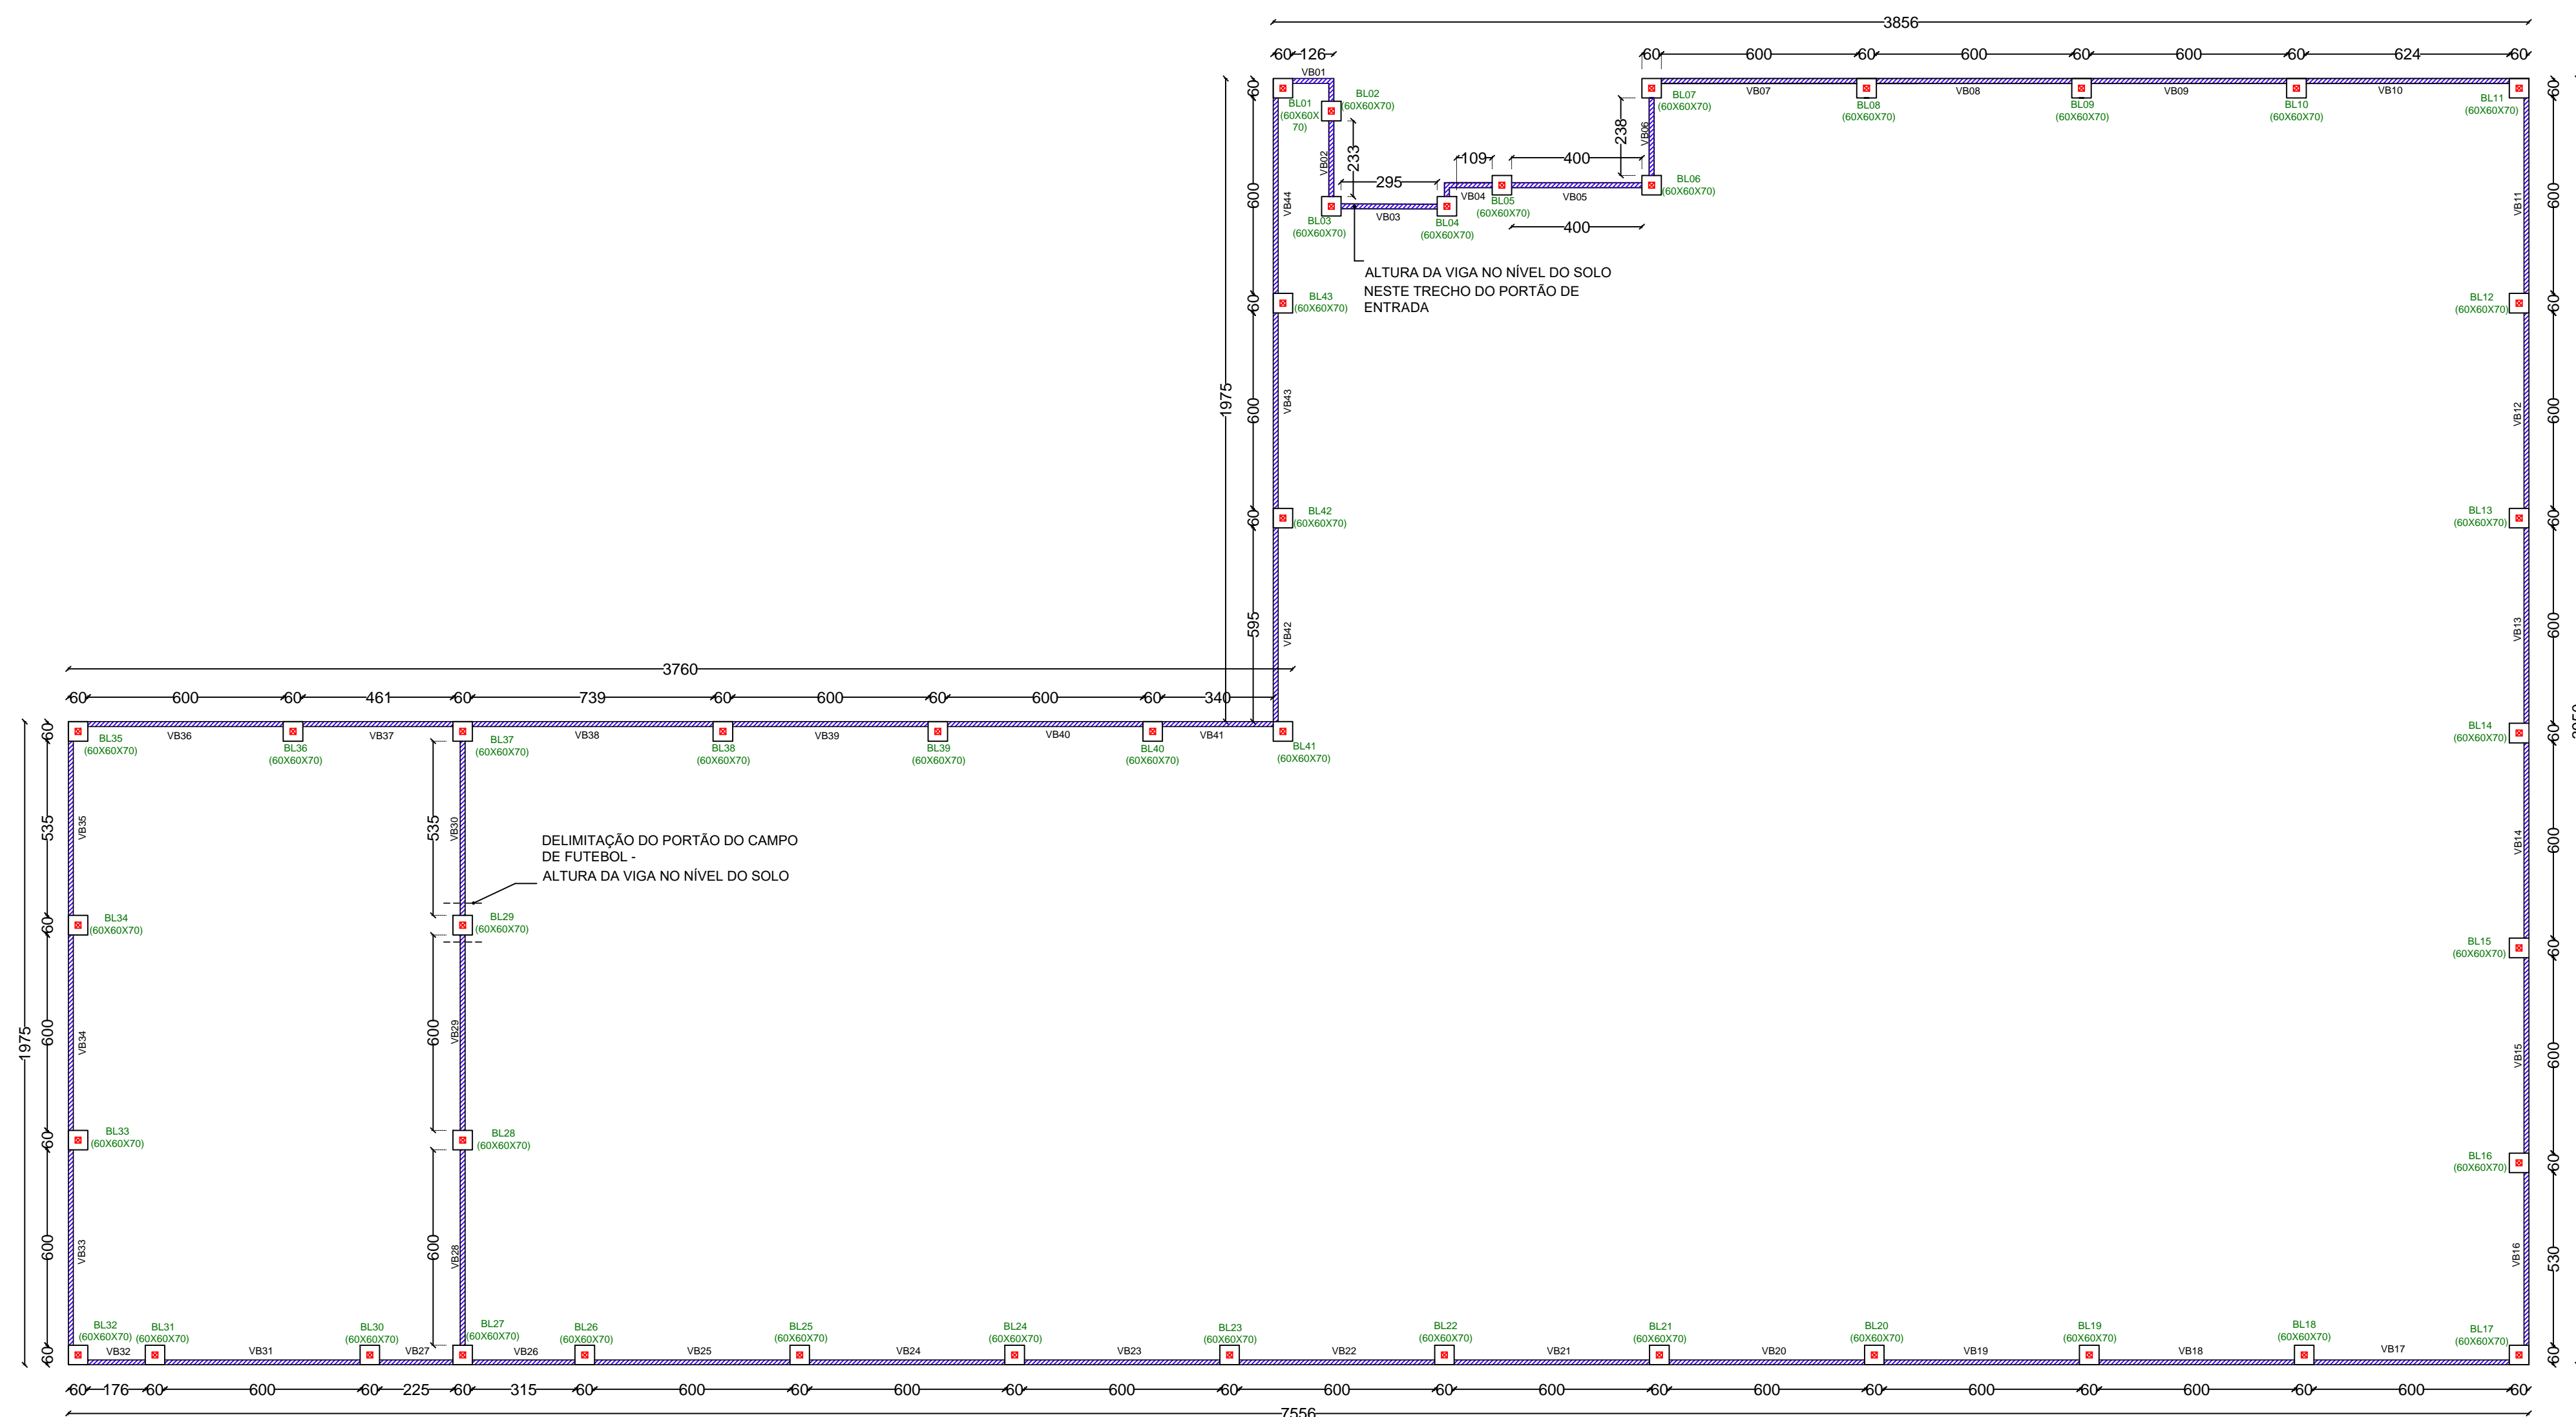 3856
60 126 60 600 60 600 60 600 60 624 60
VB01
BL01
(60X60X
70)
BL02
(60X60X70)
BL07
(60X60X70)
VB07
BL08
(60X60X70)
VB08
BL09
(60X60X70)
VB09
BL10
(60X60X70)
VB10
BL11
(60X60X70)
60
60
238
VB06
233
VB02
109
400
295
600
VB44
BL03
(60X60X70)
VB03
BL04
(60X60X70)
VB04
BL05
(60X60X70)
VB05
BL06
(60X60X70)
400
VB11
600
ALTURA DA VIGA NO NÍVEL DO SOLO
NESTE TRECHO DO PORTÃO DE
ENTRADA
60
BL43
(60X60X70)
BL12
(60X60X70)
60
1975
600
VB43
VB12
600
60
BL42
(60X60X70)
BL13
(60X60X70)
60
595
VB42
VB13
600
3760
60 600 60 461 60 739 60 600 60 600 60 340
60
BL35
(60X60X70)
VB36
BL36
(60X60X70)
VB37
BL37
(60X60X70)
VB38
BL38
(60X60X70)
VB39
BL39
(60X60X70)
VB40
BL40
(60X60X70)
VB41
BL41
(60X60X70)
BL14
(60X60X70)
60
535
VB35
535
VB30
DELIMITAÇÃO DO PORTÃO DO CAMPO
DE FUTEBOL -
ALTURA DA VIGA NO NÍVEL DO SOLO
VB14
600
60
BL34
(60X60X70)
BL29
(60X60X70)
BL15
(60X60X70)
60
1975
600
VB34
600
VB29
VB15
600
60
BL33
(60X60X70)
BL28
(60X60X70)
BL16
(60X60X70)
60
600
VB33
600
VB28
VB16
530
60
BL32
(60X60X70)
VB32
BL31
(60X60X70)
VB31
BL30
(60X60X70)
VB27
BL27
(60X60X70)
VB26
BL26
(60X60X70)
VB25
BL25
(60X60X70)
VB24
BL24
(60X60X70)
VB23
BL23
(60X60X70)
VB22
BL22
(60X60X70)
VB21
BL21
(60X60X70)
VB20
BL20
(60X60X70)
VB19
BL19
(60X60X70)
VB18
BL18
(60X60X70)
VB17
BL17
(60X60X70)
60
60 176 60 600 60 225 60 315 60 600 60 600 60 600 60 600 60 600 60 600 60 600 60 600 60 600 60
7556